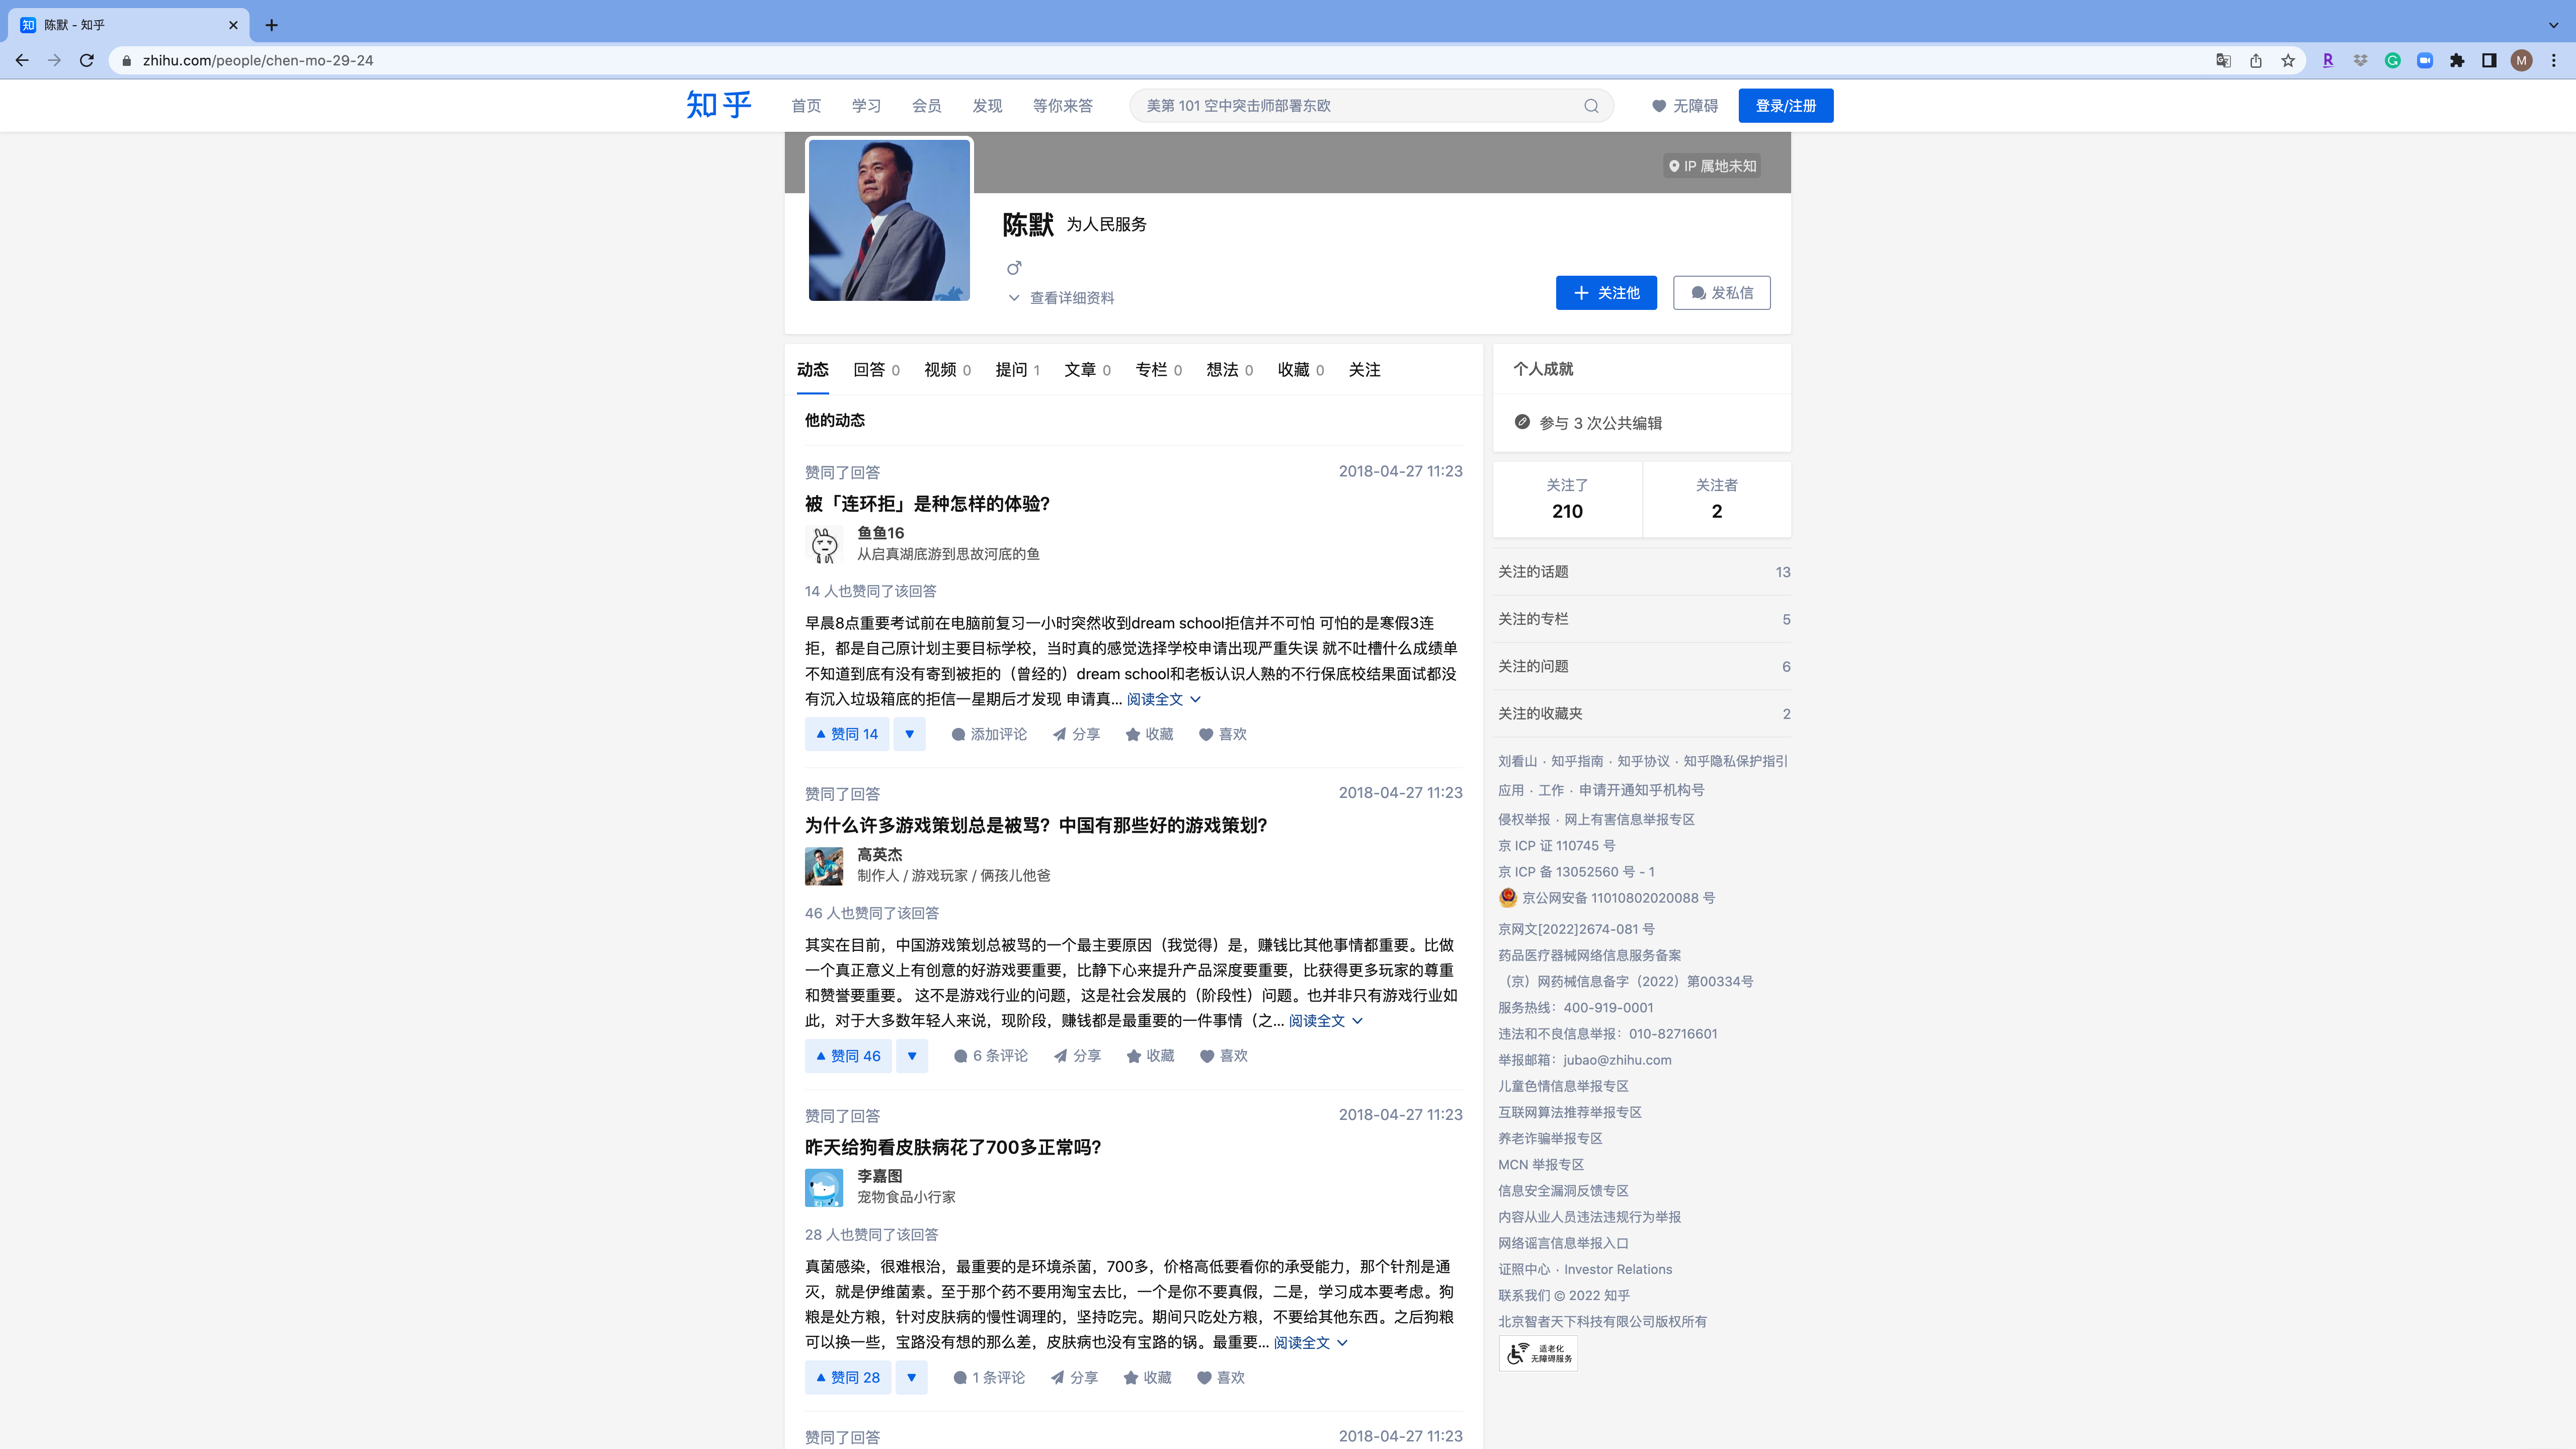 知 陈默 - 知乎
zhihu.com/people/chen-mo-29-24
R
M
知乎
首页
学习
会员
发现
等你来答
美第 101 空中突击师部署东欧
无障碍
登录/注册
IP 属地未知
陈默 为人民服务
查看详细资料
关注他
发私信
动态
回答 0
视频 0
提问 1
文章 0
专栏 0
想法 0
收藏 0
关注
他的动态
赞同了回答
2018-04-27 11:23
被「连环拒」是种怎样的体验?
鱼鱼16
从启真湖底游到思故河底的鱼
14 人也赞同了该回答
早晨8点重要考试前在电脑前复习一小时突然收到dream school拒信并不可怕 可怕的是寒假3连
拒，都是自己原计划主要目标学校，当时真的感觉选择学校申请出现严重失误 就不吐槽什么成绩单
不知道到底有没有寄到被拒的（曾经的）dream school和老板认识人熟的不行保底校结果面试都没
有沉入垃圾箱底的拒信一星期后才发现 申请真... 阅读全文
赞同 14
添加评论
分享
收藏
喜欢
赞同了回答
2018-04-27 11:23
为什么许多游戏策划总是被骂？中国有那些好的游戏策划?
高英杰
制作人 / 游戏玩家 / 俩孩儿他爸
46 人也赞同了该回答
其实在目前，中国游戏策划总被骂的一个最主要原因（我觉得）是，赚钱比其他事情都重要。比做
一个真正意义上有创意的好游戏要重要，比静下心来提升产品深度要重要，比获得更多玩家的尊重
和赞誉要重要。 这不是游戏行业的问题，这是社会发展的（阶段性）问题。也并非只有游戏行业如
此，对于大多数年轻人来说，现阶段，赚钱都是最重要的一件事情（之... 阅读全文
赞同 46
6 条评论
分享
收藏
喜欢
赞同了回答
2018-04-27 11:23
昨天给狗看皮肤病花了700多正常吗?
李嘉图
宠物食品小行家
28 人也赞同了该回答
真菌感染，很难根治，最重要的是环境杀菌，700多，价格高低要看你的承受能力，那个针剂是通
灭，就是伊维菌素。至于那个药不要用淘宝去比，一个是你不要真假，二是，学习成本要考虑。狗
粮是处方粮，针对皮肤病的慢性调理的，坚持吃完。期间只吃处方粮，不要给其他东西。之后狗粮
可以换一些，宝路没有想的那么差，皮肤病也没有宝路的锅。最重要... 阅读全文
赞同 28
1 条评论
分享
收藏
喜欢
赞同了回答
2018-04-27 11:23
个人成就
参与 3 次公共编辑
关注了
210
关注者
2
关注的话题 13
关注的专栏 5
关注的问题 6
关注的收藏夹 2
刘看山 · 知乎指南 · 知乎协议 · 知乎隐私保护指引
应用 · 工作 · 申请开通知乎机构号
侵权举报 · 网上有害信息举报专区
京 ICP 证 110745 号
京 ICP 备 13052560 号 - 1
京公网安备 11010802020088 号
京网文[2022]2674-081 号
药品医疗器械网络信息服务备案
（京）网药械信息备字（2022）第00334号
服务热线：400-919-0001
违法和不良信息举报：010-82716601
举报邮箱：jubao@zhihu.com
儿童色情信息举报专区
互联网算法推荐举报专区
养老诈骗举报专区
MCN 举报专区
信息安全漏洞反馈专区
内容从业人员违法违规行为举报
网络谣言信息举报入口
证照中心 · Investor Relations
联系我们 © 2022 知乎
北京智者天下科技有限公司版权所有
适老化
无障碍服务